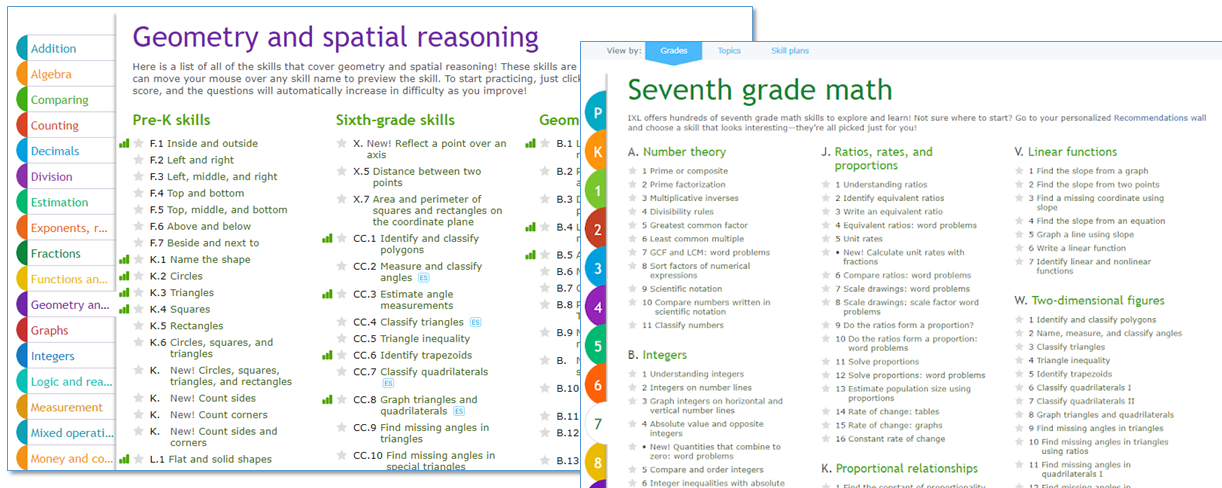 Addition
Algebra
Comparing
Counting
Decimals
Division
Estimation
Exponents, r...
Fractions
Functions an...
Geometry an...
Graphs
Integers
Logic and rea...
Measurement
Mixed operati...
Money and co...
Geometry and spatial reasoning
Here is a list of all of the skills that cover geometry and spatial reasoning! These skills are
can move your mouse over any skill name to preview the skill. To start practicing, just click
score, and the questions will automatically increase in difficulty as you improve!
Pre-K skills
F.1 Inside and outside
F.2 Left and right
F.3 Left, middle, and right
F.4 Top and bottom
F.5 Top, middle, and bottom
F.6 Above and below
F.7 Beside and next to
K.1 Name the shape
K.2 Circles
K.3 Triangles
K.4 Squares
K.5 Rectangles
K.6 Circles, squares, and
triangles
K. New! Circles, squares,
triangles, and rectangles
K. New! Count sides
K. New! Count corners
K. New! Count sides and
corners
L.1 Flat and solid shapes
Sixth-grade skills
X. New! Reflect a point over an
axis
X.5 Distance between two
points
X.7 Area and perimeter of
squares and rectangles on
the coordinate plane
CC.1 Identify and classify
polygons
CC.2 Measure and classify
angles ES
CC.3 Estimate angle
measurements
CC.4 Classify triangles ES
CC.5 Triangle inequality
CC.6 Identify trapezoids
CC.7 Classify quadrilaterals
ES
CC.8 Graph triangles and
quadrilaterals ES
CC.9 Find missing angles in
triangles
CC.10 Find missing angles in
special triangles
Geom
B.1
B.2
B.3
B.4
B.5
B.6
B.7
B.8
B.9
B.
B.10
B.11
B.12
B.13
View by: Grades Topics Skill plans
P
K
1
2
3
4
5
6
7
8
Seventh grade math
IXL offers hundreds of seventh grade math skills to explore and learn! Not sure where to start? Go to your personalized Recommendations wall
and choose a skill that looks interesting—they're all picked just for you!
A. Number theory
1 Prime or composite
2 Prime factorization
3 Multiplicative inverses
4 Divisibility rules
5 Greatest common factor
6 Least common multiple
7 GCF and LCM: word problems
8 Sort factors of numerical
expressions
9 Scientific notation
10 Compare numbers written in
scientific notation
11 Classify numbers
B. Integers
1 Understanding integers
2 Integers on number lines
3 Graph integers on horizontal and
vertical number lines
4 Absolute value and opposite
integers
• New! Quantities that combine to
zero: word problems
5 Compare and order integers
6 Integer inequalities with absolute
J. Ratios, rates, and
proportions
1 Understanding ratios
2 Identify equivalent ratios
3 Write an equivalent ratio
4 Equivalent ratios: word problems
5 Unit rates
• New! Calculate unit rates with
fractions
6 Compare ratios: word problems
7 Scale drawings: word problems
8 Scale drawings: scale factor word
problems
9 Do the ratios form a proportion?
10 Do the ratios form a proportion:
word problems
11 Solve proportions
12 Solve proportions: word problems
13 Estimate population size using
proportions
14 Rate of change: tables
15 Rate of change: graphs
16 Constant rate of change
K. Proportional relationships
1 Find the constant of proportionality
V. Linear functions
1 Find the slope from a graph
2 Find the slope from two points
3 Find a missing coordinate using
slope
4 Find the slope from an equation
5 Graph a line using slope
6 Write a linear function
7 Identify linear and nonlinear
functions
W. Two-dimensional figures
1 Identify and classify polygons
2 Name, measure, and classify angles
3 Classify triangles
4 Triangle inequality
5 Identify trapezoids
6 Classify quadrilaterals I
7 Classify quadrilaterals II
8 Graph triangles and quadrilaterals
9 Find missing angles in triangles
10 Find missing angles in triangles
using ratios
11 Find missing angles in
quadrilaterals I
12 Find missing angles in